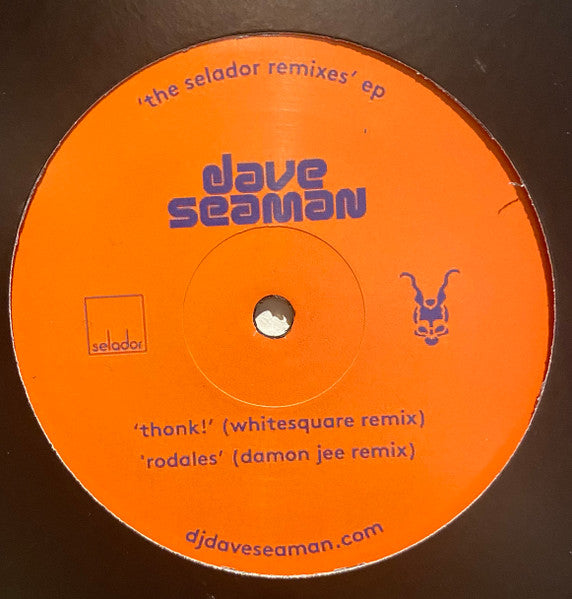 ‘the selador remixes’ ep
dave
seaman
selador
‘thonk!’ (whitesquare remix)
‘rodales’ (damon jee remix)
djdaveseaman.com